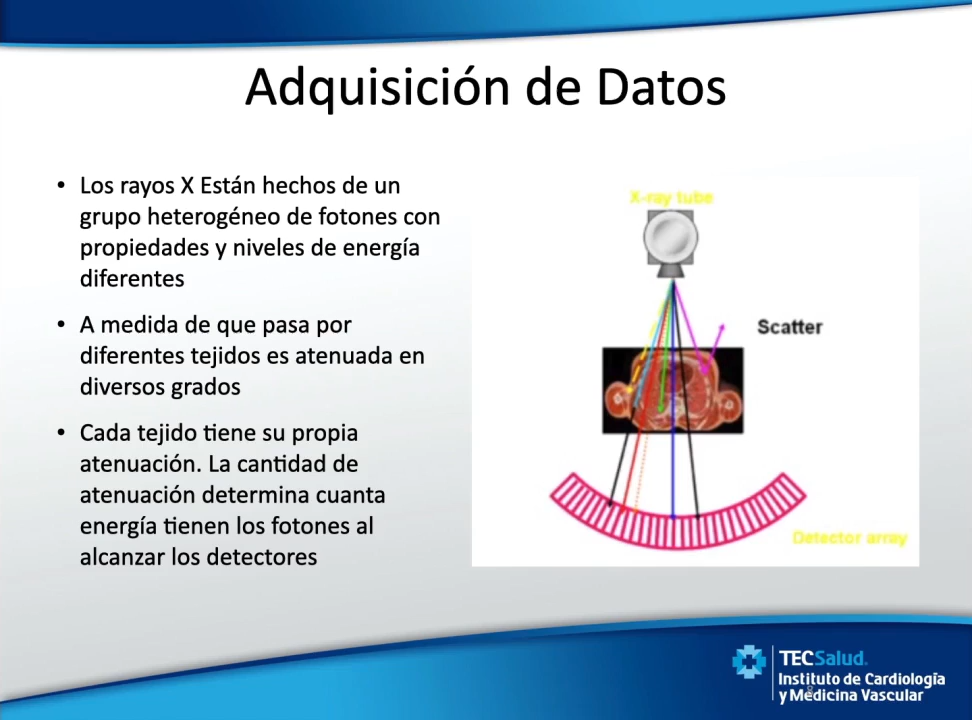 Adquisición de Datos
• Los rayos X Están hechos de un
grupo heterogéneo de fotones con
propiedades y niveles de energía
diferentes
• A medida de que pasa por
diferentes tejidos es atenuada en
diversos grados
• Cada tejido tiene su propia
atenuación. La cantidad de
atenuación determina cuanta
energía tienen los fotones al
alcanzar los detectores
X-ray tube
Scatter
Detector array
TECSalud.
Instituto de Cardiología
y Medicina Vascular